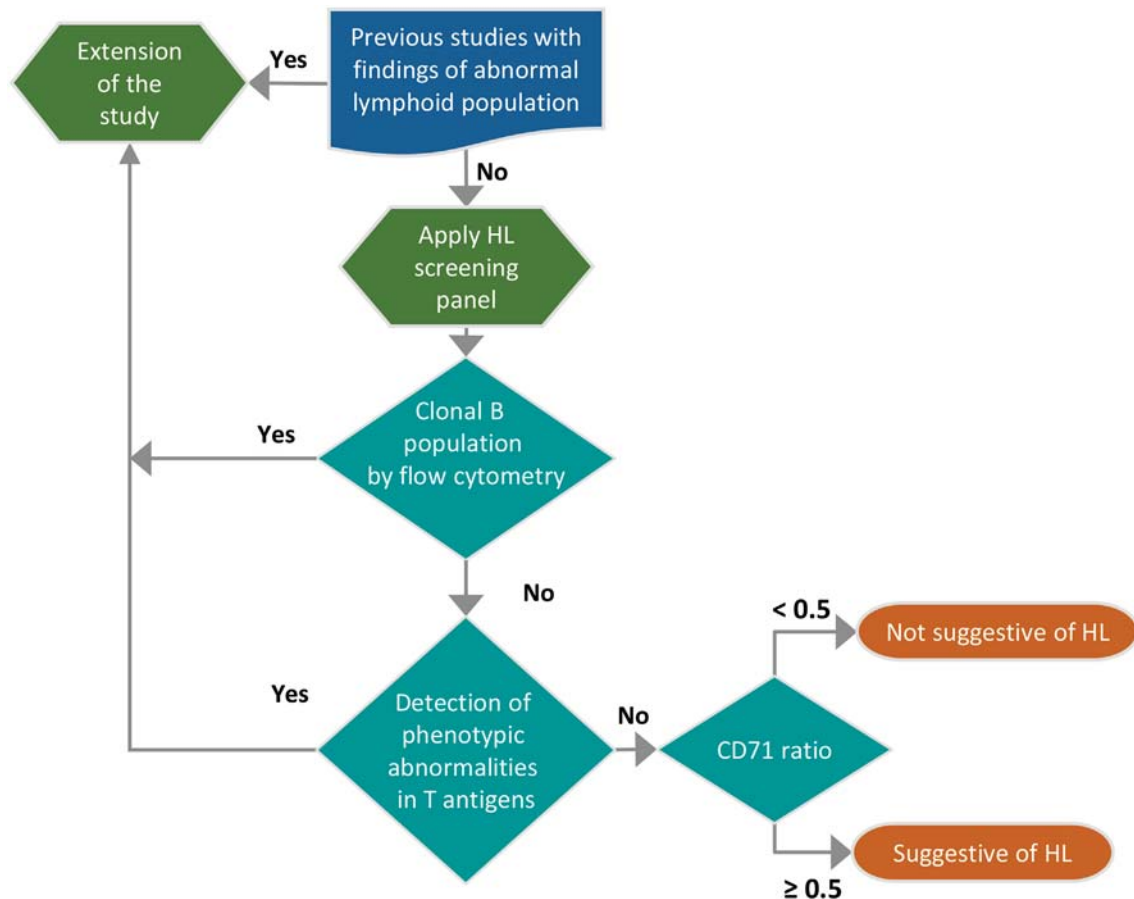 Extension
of the
study
Yes
Previous studies with
findings of abnormal
lymphoid population
No
Apply HL
screening
panel
Clonal B
population
by flow cytometry
Yes
No
Detection of
phenotypic
abnormalities
in T antigens
Yes
No
CD71 ratio
< 0.5
Not suggestive of HL
≥ 0.5
Suggestive of HL